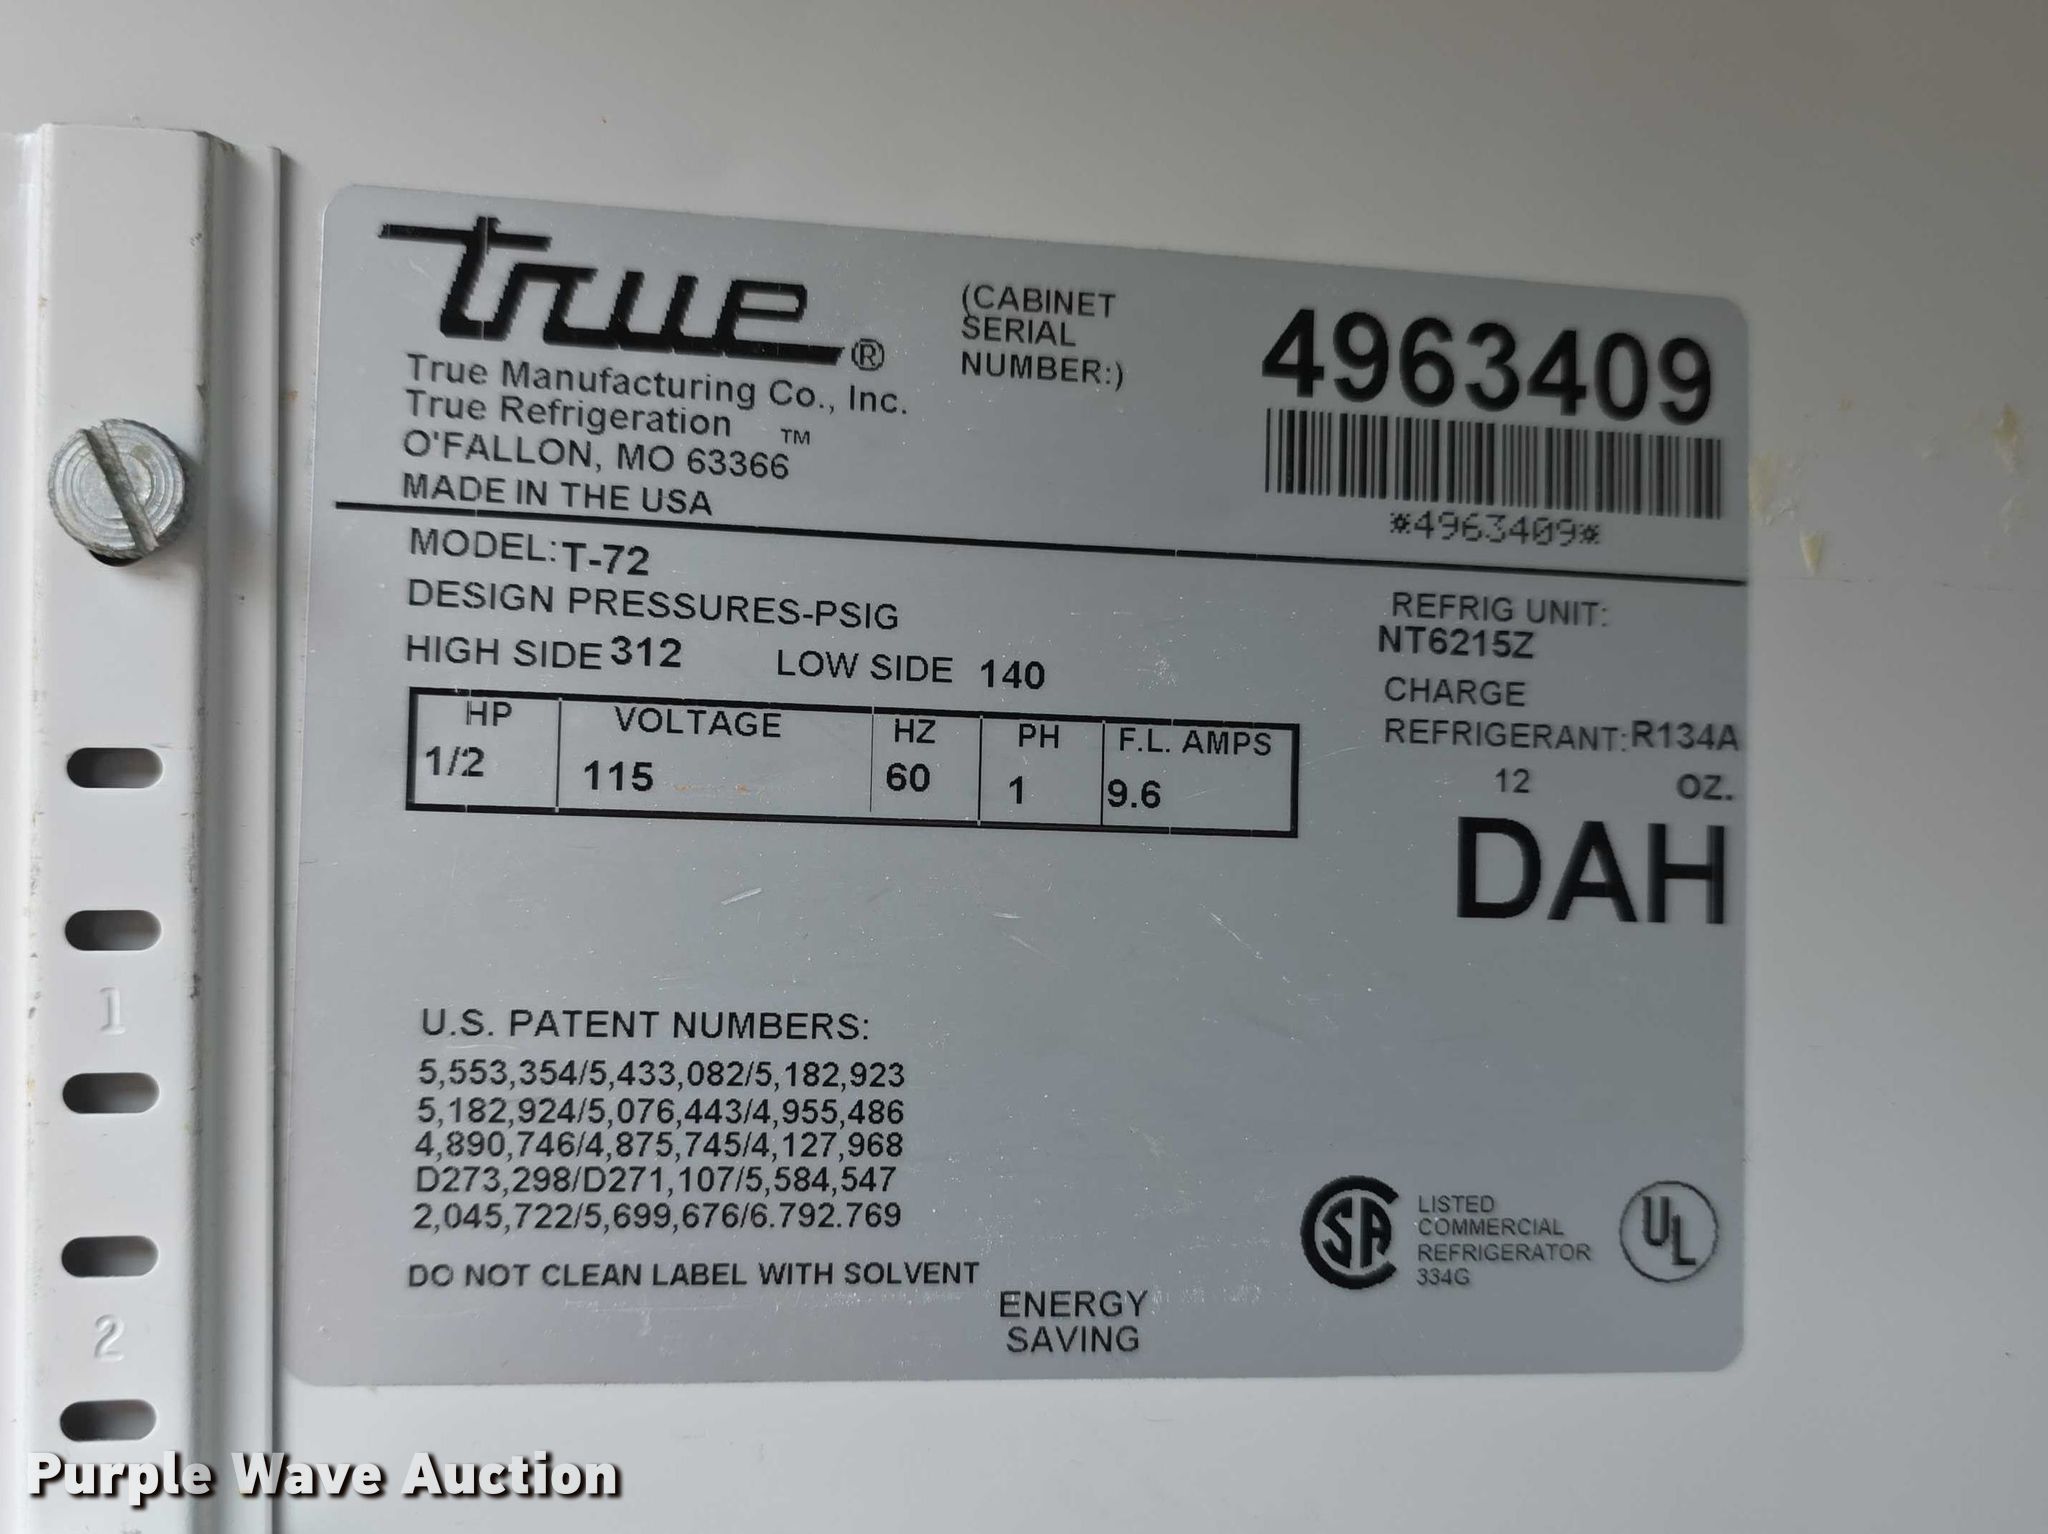 true®
True Manufacturing Co., Inc.
True Refrigeration ™
O'FALLON, MO 63366
MADE IN THE USA
(CABINET
SERIAL
NUMBER:)
4963409
*4963409*
MODEL: T-72
DESIGN PRESSURES-PSIG
HIGH SIDE 312 LOW SIDE 140
HP VOLTAGE HZ PH F.L. AMPS
1/2 115 60 1 9.6
REFRIG UNIT:
NT6215Z
CHARGE
REFRIGERANT: R134A
12 OZ.
DAH
U.S. PATENT NUMBERS:
5,553,354/5,433,082/5,182,923
5,182,924/5,076,443/4,955,486
4,890,746/4,875,745/4,127,968
D273,298/D271,107/5,584,547
2,045,722/5,699,676/6.792.769
DO NOT CLEAN LABEL WITH SOLVENT
ENERGY
SAVING
SA
LISTED
COMMERCIAL
REFRIGERATOR
334G
UL
1
2
Purple Wave Auction